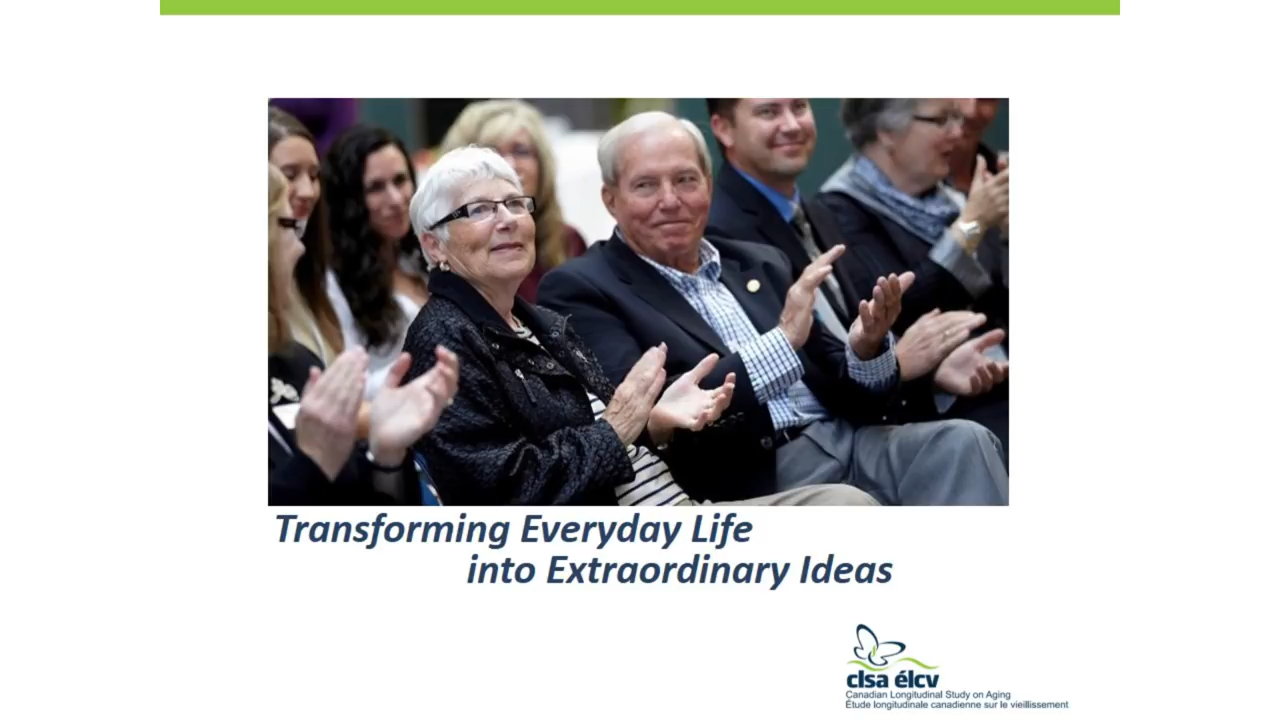 Transforming Everyday Life
into Extraordinary Ideas
clsa élcv
Canadian Longitudinal Study on Aging
Étude longitudinale canadienne sur le vieillissement